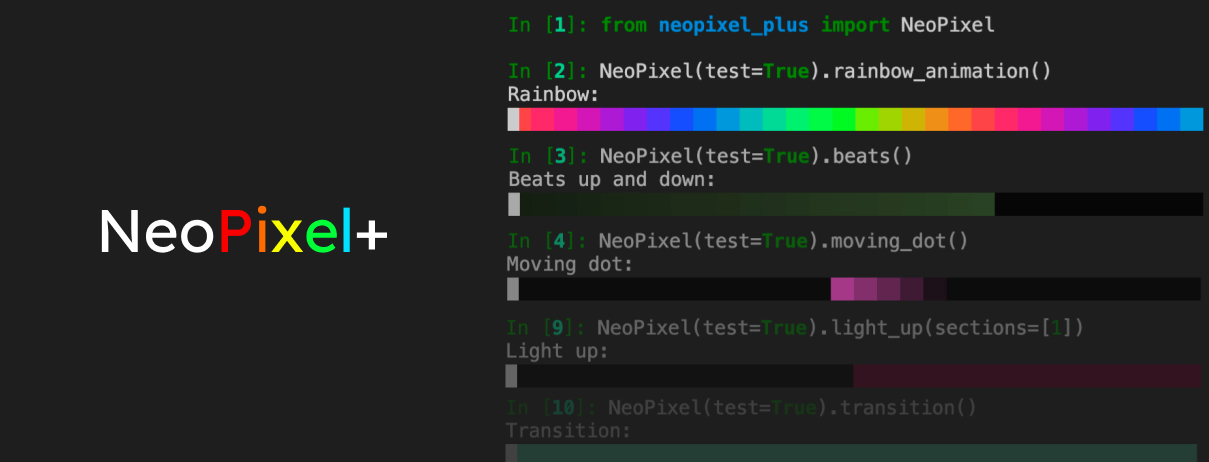 NeoPixel+
In [1]: from neopixel_plus import NeoPixel
In [2]: NeoPixel(test=True).rainbow_animation()
Rainbow:
In [3]: NeoPixel(test=True).beats()
Beats up and down:
In [4]: NeoPixel(test=True).moving_dot()
Moving dot:
In [9]: NeoPixel(test=True).light_up(sections=[1])
Light up:
In [10]: NeoPixel(test=True).transition()
Transition: